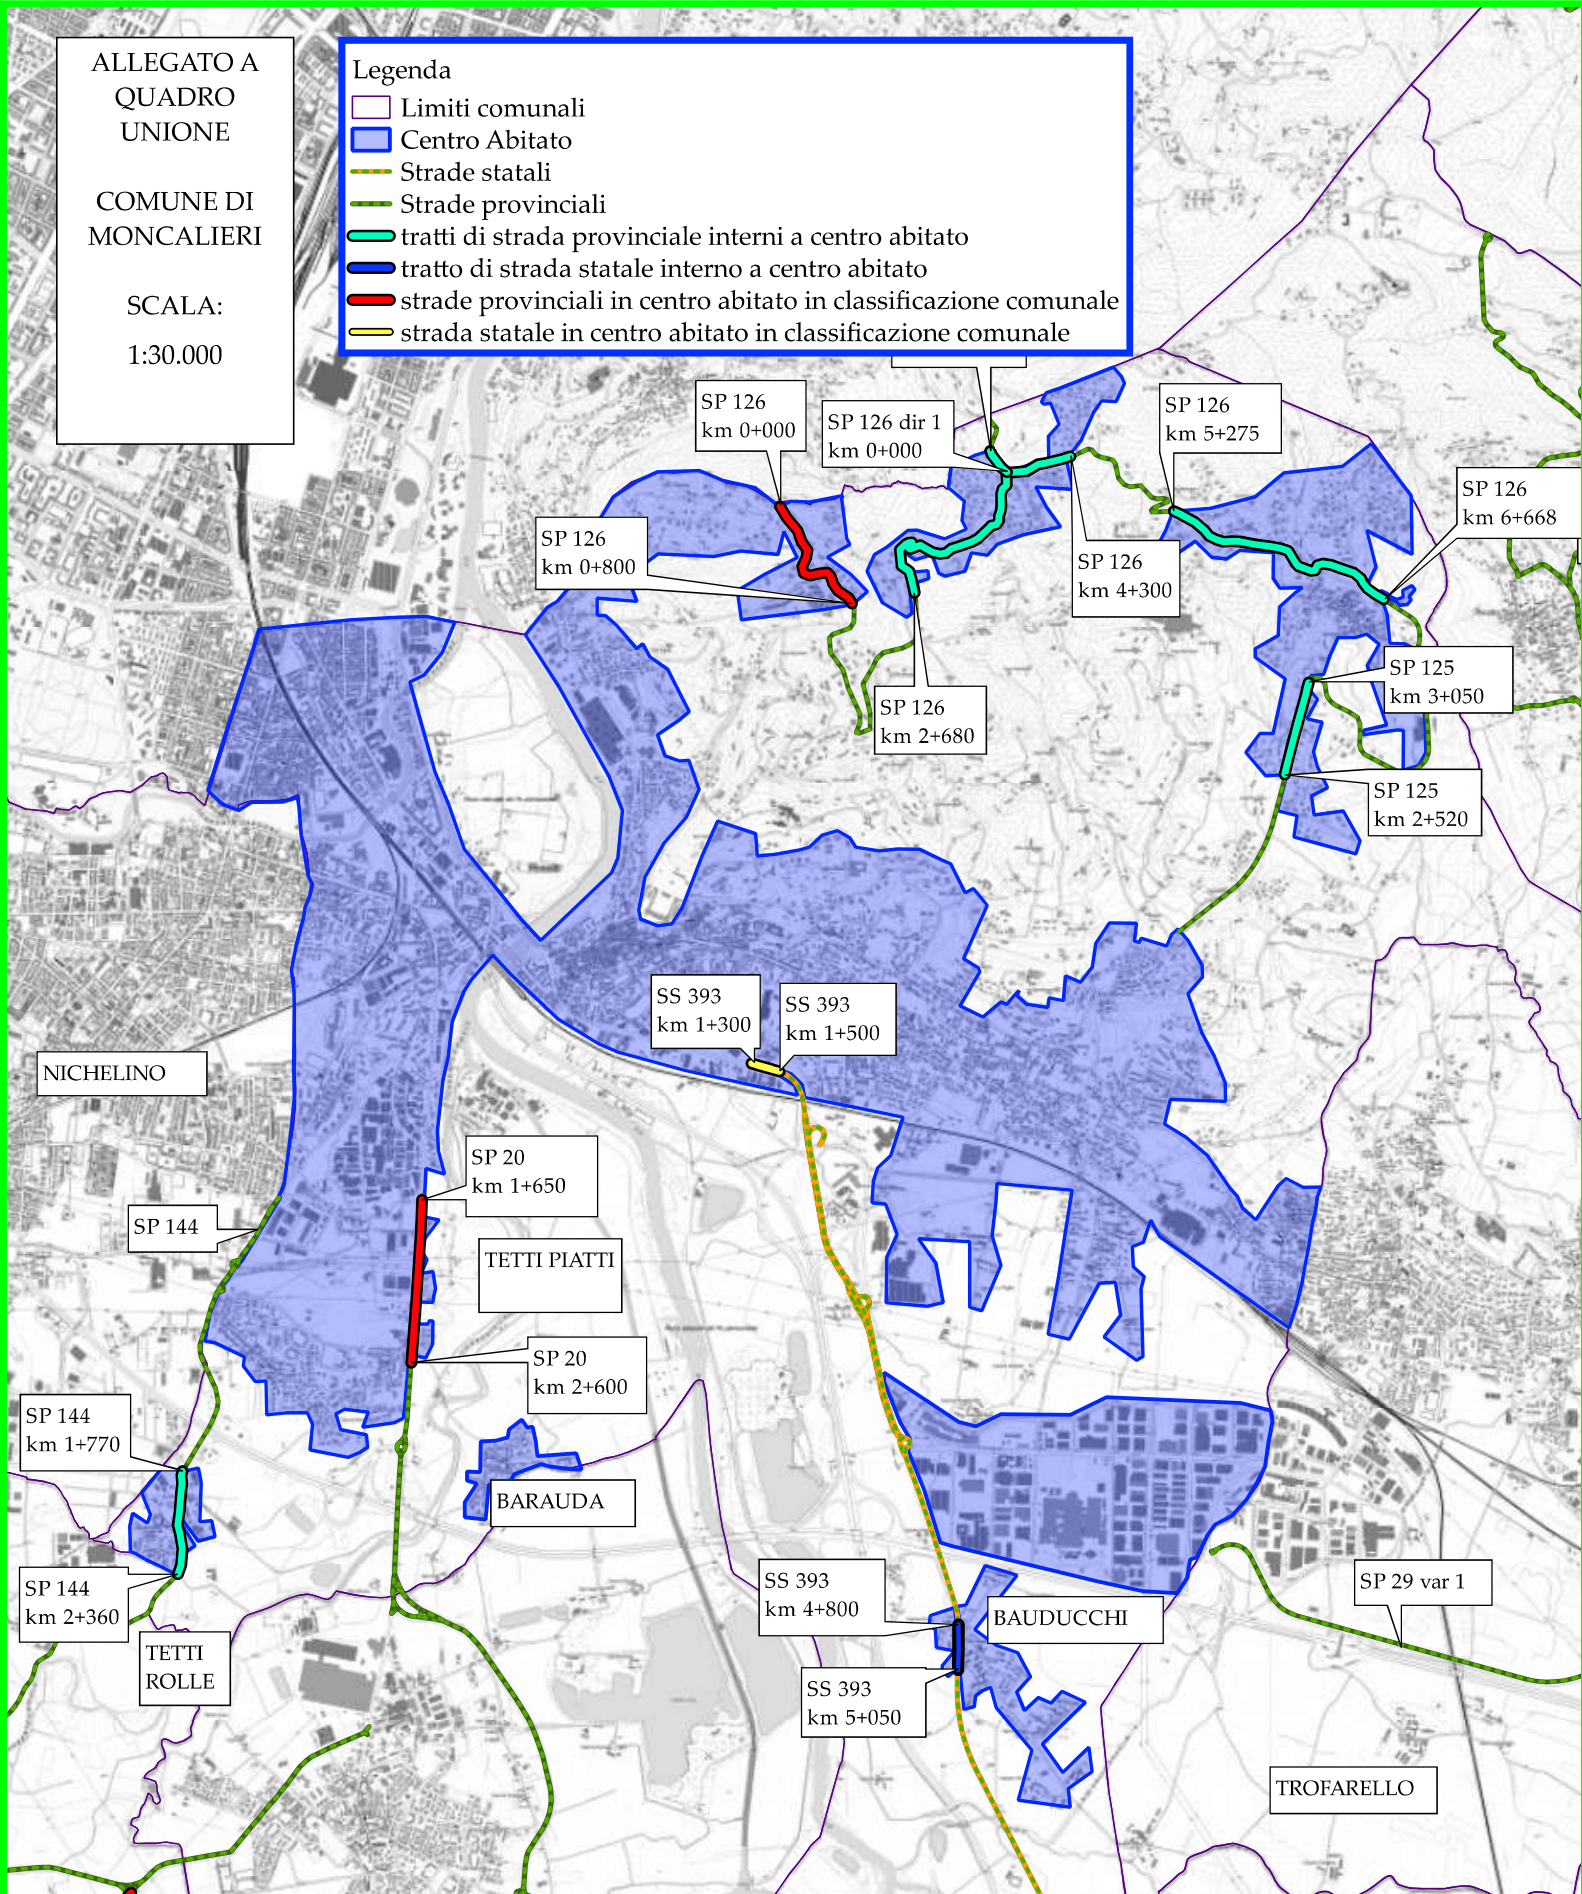 ALLEGATO A
QUADRO
UNIONE
COMUNE DI
MONCALIERI
SCALA:
1:30.000
Legenda
Limiti comunali
Centro Abitato
Strade statali
Strade provinciali
tratti di strada provinciale interni a centro abitato
tratto di strada statale interno a centro abitato
strade provinciali in centro abitato in classificazione comunale
strada statale in centro abitato in classificazione comunale
SP 126
km 0+000
SP 126 dir 1
km 0+000
SP 126
km 5+275
SP 126
km 6+668
SP 126
km 0+800
SP 126
km 4+300
SP 125
km 3+050
SP 126
km 2+680
SP 125
km 2+520
SS 393
km 1+300
SS 393
km 1+500
NICHELINO
SP 20
km 1+650
SP 144
TETTI PIATTI
SP 20
km 2+600
SP 144
km 1+770
BARAUDA
SP 144
km 2+360
SS 393
km 4+800
SP 29 var 1
BAUDUCCHI
TETTI
ROLLE
SS 393
km 5+050
TROFARELLO